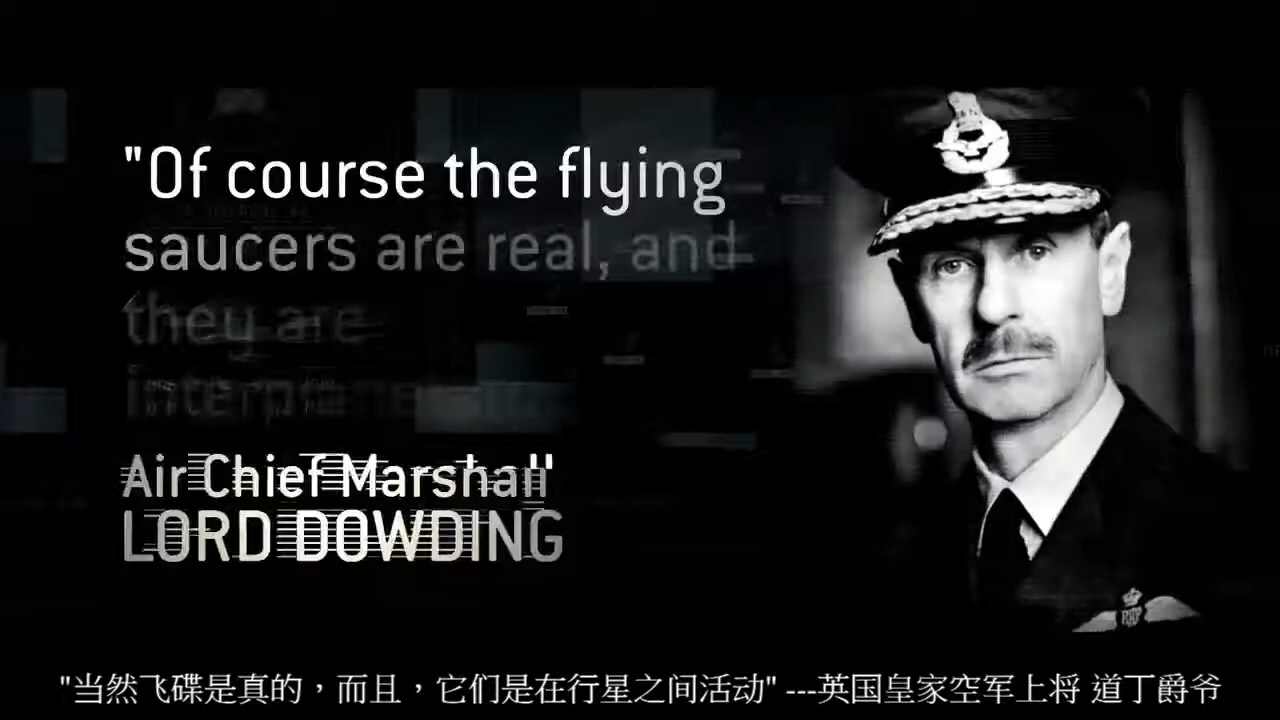 "Of course the flying
saucers are real, and
they are
interplanetary..
Air Chief Marshall
LORD DOWDING
"当然飞碟是真的，而且，它们是在行星之间活动" ---英国皇家空军上将 道丁爵爷